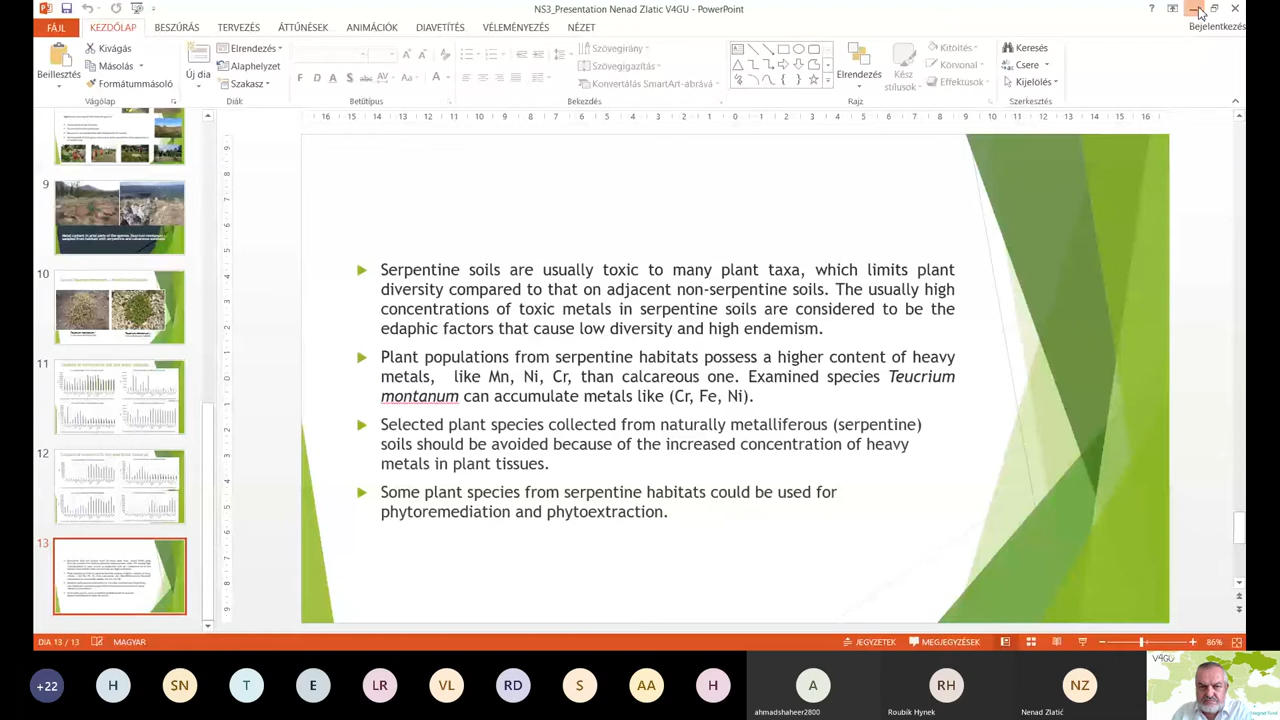 NS3_Presentation Nenad Zlatic V4GU - PowerPoint
Bejelentkezés
FÁJL KEZDŐLAP BESZÚRÁS TERVEZÉS ÁTTŰNÉSEK ANIMÁCIÓK DIAVETÍTÉS VÉLEMÉNYEZÉS NÉZET
Beillesztés
Kivágás
Másolás
Formátummásoló
Vágólap
Új dia
Elrendezés
Alaphelyzet
Szakasz
Diák
Betűtípus
Szövegirány
Szövegigazítás
Konvertálás SmartArt-ábrává
Bekezdés
Elrendezés
Kész stílusok
Kitöltés
Körvonal
Effektusok
Rajz
Keresés
Csere
Kijelölés
Szerkesztés
9
10
11
12
13
Serpentine soils are usually toxic to many plant taxa, which limits plant
diversity compared to that on adjacent non-serpentine soils. The usually high
concentrations of toxic metals in serpentine soils are considered to be the
edaphic factors that cause low diversity and high endemism.
Plant populations from serpentine habitats possess a higher content of heavy
metals, like Mn, Ni, Cr, than calcareous one. Examined species Teucrium
montanum can accumulate metals like (Cr, Fe, Ni).
Selected plant species collected from naturally metalliferous (serpentine)
soils should be avoided because of the increased concentration of heavy
metals in plant tissues.
Some plant species from serpentine habitats could be used for
phytoremediation and phytoextraction.
DIA 13 / 13 MAGYAR JEGYZETEK MEGJEGYZÉSEK 86%
+22 H SN T E LR VL RD S AA H A RH NZ
ahmadshaheer2800 Roubík Hynek Nenad Zlatić
V4GU